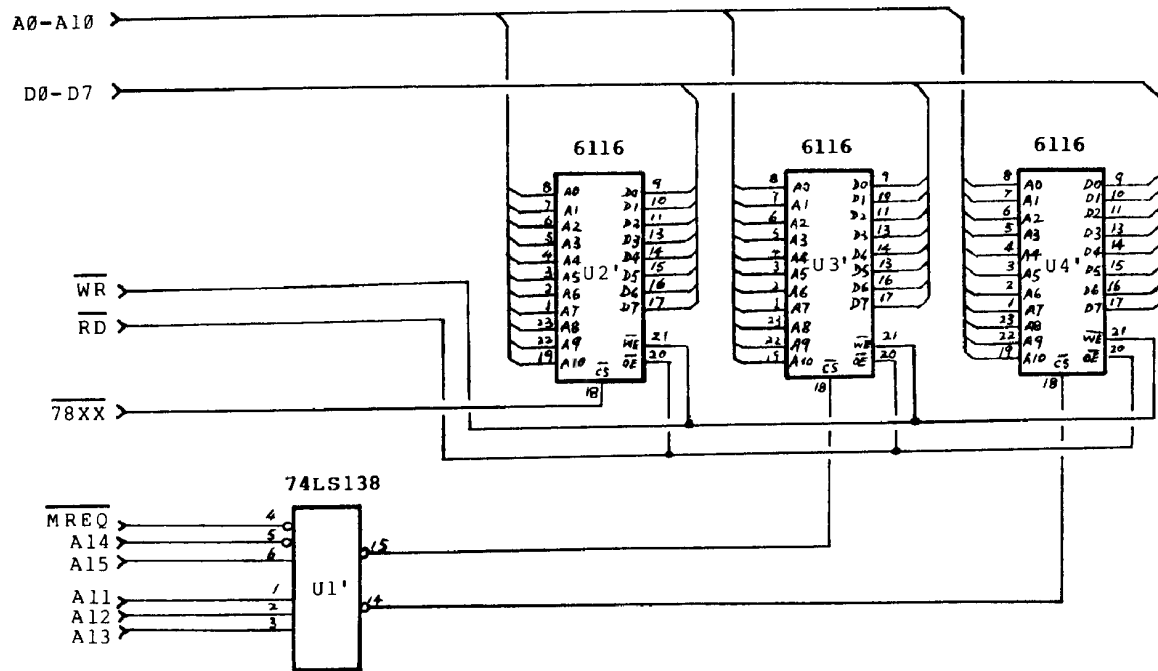 A0-A10
D0-D7
6116
6116
6116
8 A0 D0 9
7 A1 D1 10
6 A2 D2 11
5 A3 D3 13
4 A4 D4 14
3 A5 D5 15
2 A6 D6 16
1 A7 D7 17
23 A8
22 A9 WE 21
19 A10 OE 20
CS
18
U2'
8 A0 D0 9
7 A1 D1 10
6 A2 D2 11
5 A3 D3 13
4 A4 D6 14
3 A5 D5 15
2 A6 D6 16
1 A7 D7 17
23 A8
22 A9 WE 21
19 A10 OE 20
CS
18
U3'
8 A0 D0 9
7 A1 D1 10
6 A2 D2 11
5 A3 D3 13
4 A4 D4 14
3 A5 D5 15
2 A6 D6 16
1 A7 D7 17
23 A8
22 A9 WE 21
19 A10 OE 20
CS
18
U4'
WR
RD
78XX
74LS138
MREQ 4
A14 5
A15 6
A11 1
A12 2
A13 3
U1'
15
14